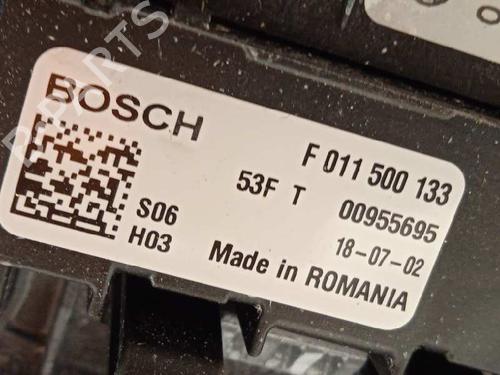 BOSCH
F 011 500 133
53F T 00955695
S06
H03
18-07-02
Made in ROMANIA